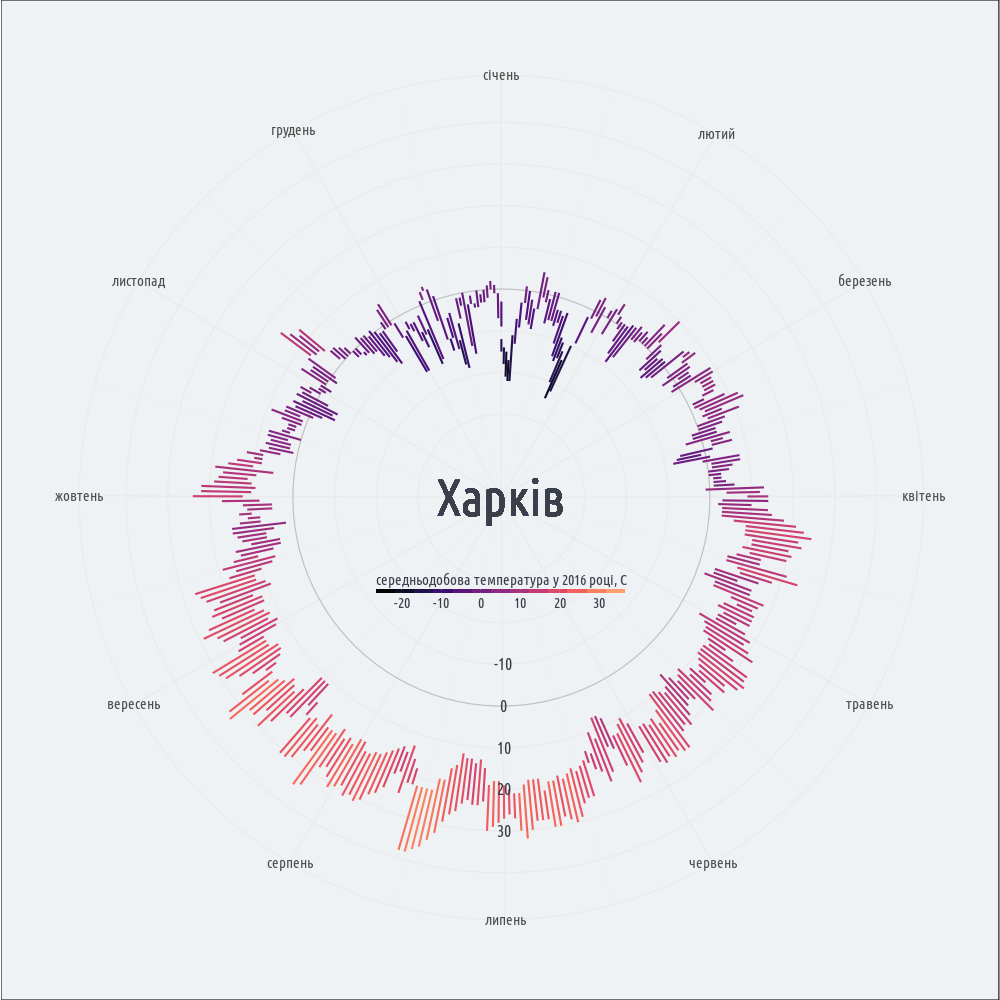 січень
грудень
лютий
листопад
березень
Харків
жовтень
квітень
середньодобова температура у 2016 році, С
-20 -10 0 10 20 30
-10
0
вересень
травень
10
20
30
серпень
червень
липень